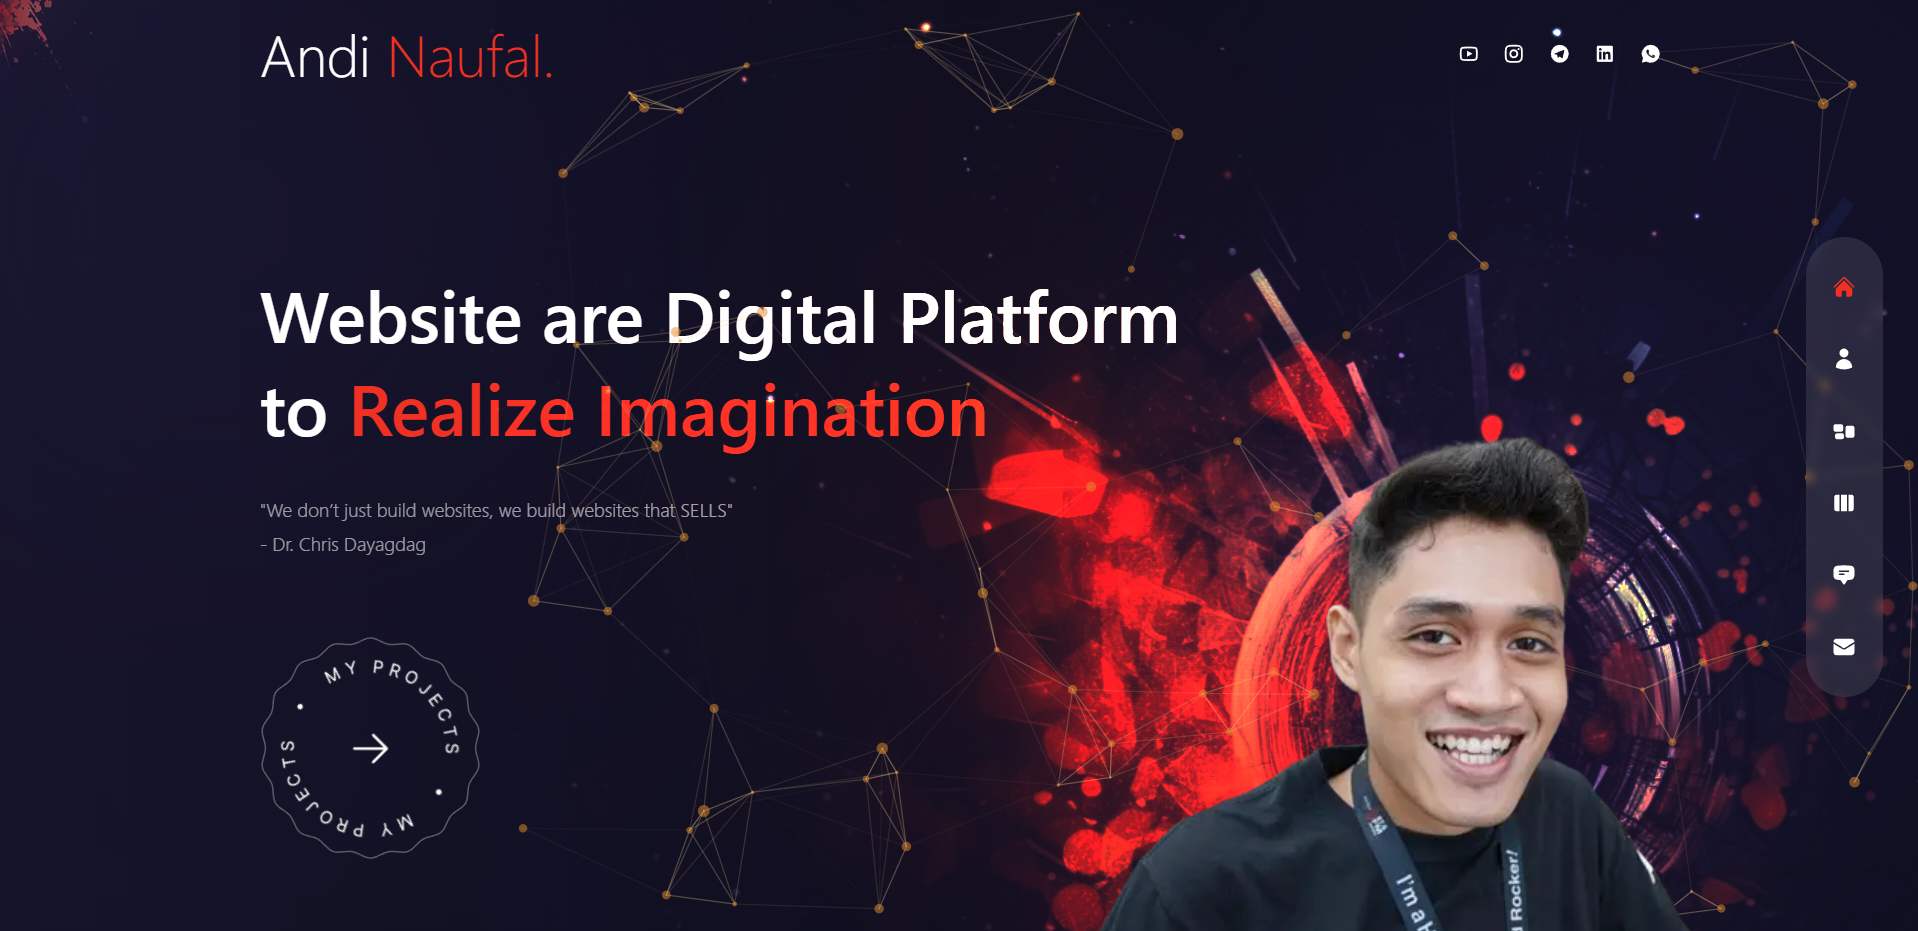 Andi Naufal.
Website are Digital Platform
to Realize Imagination
"We don't just build websites, we build websites that SELLS"
- Dr. Chris Dayagdag
MY PROJECTS
MY PROJECTS
I'm a
Rocker!